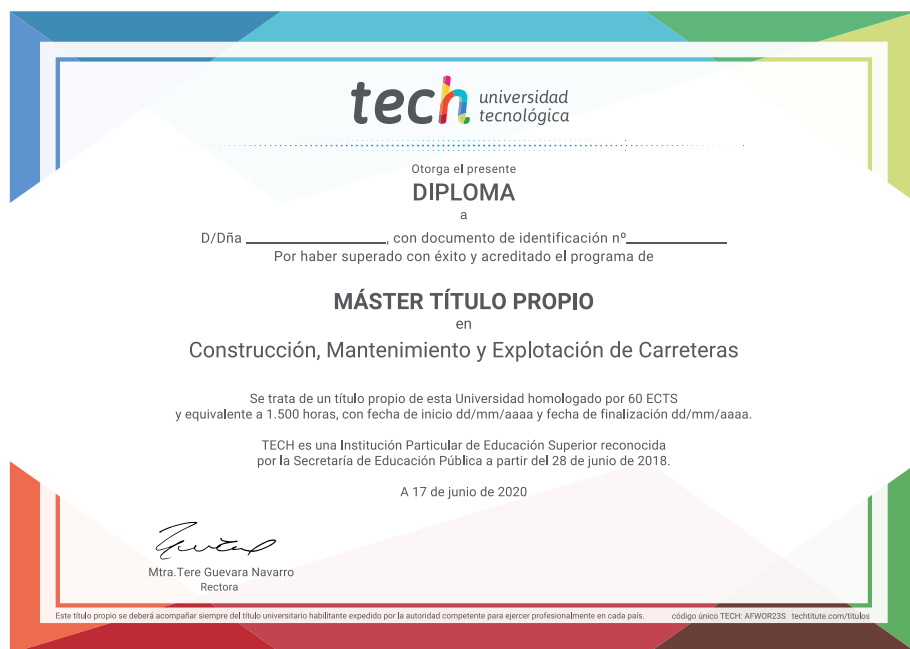 tech universidad
tecnológica
Otorga el presente
DIPLOMA
a
D/Dña ____________________, con documento de identificación nº______________
Por haber superado con éxito y acreditado el programa de
MÁSTER TÍTULO PROPIO
en
Construcción, Mantenimiento y Explotación de Carreteras
Se trata de un título propio de esta Universidad homologado por 60 ECTS
y equivalente a 1.500 horas, con fecha de inicio dd/mm/aaaa y fecha de finalización dd/mm/aaaa.
TECH es una Institución Particular de Educación Superior reconocida
por la Secretaría de Educación Pública a partir del 28 de junio de 2018.
A 17 de junio de 2020
Mtra.Tere Guevara Navarro
Rectora
Este título propio se deberá acompañar siempre del título universitario habilitante expedido por la autoridad competente para ejercer profesionalmente en cada país. código único TECH: AFWOR23S techtitute.com/titulos